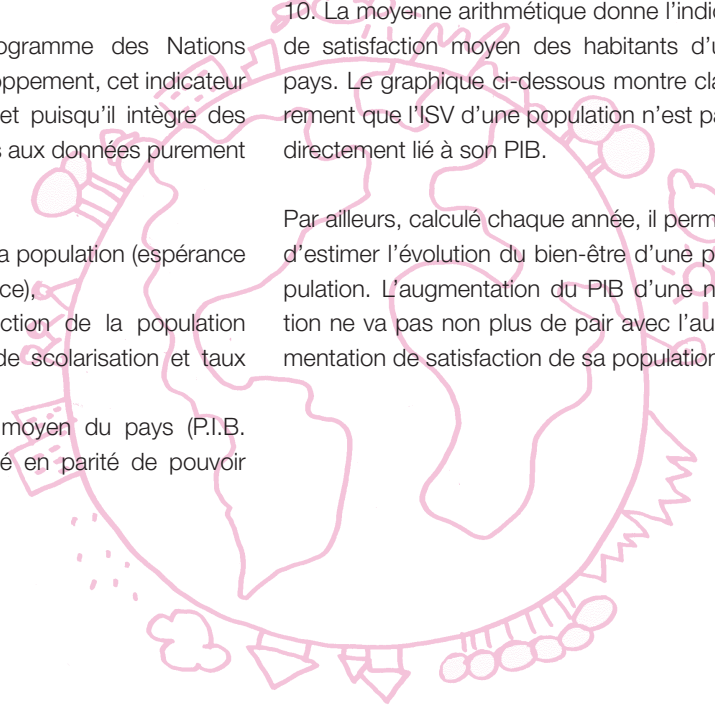 ogramme des Nations
oppement, cet indicateur
et puisqu'il intègre des
s aux données purement
a population (espérance
ce),
ction de la population
de scolarisation et taux
moyen du pays (P.I.B.
é en parité de pouvoir
10. La moyenne arithmétique donne l'indi
de satisfaction moyen des habitants d'u
pays. Le graphique ci-dessous montre cla
rement que l'ISV d'une population n'est pa
directement lié à son PIB.
Par ailleurs, calculé chaque année, il perm
d'estimer l'évolution du bien-être d'une p
pulation. L'augmentation du PIB d'une n
tion ne va pas non plus de pair avec l'au
mentation de satisfaction de sa population